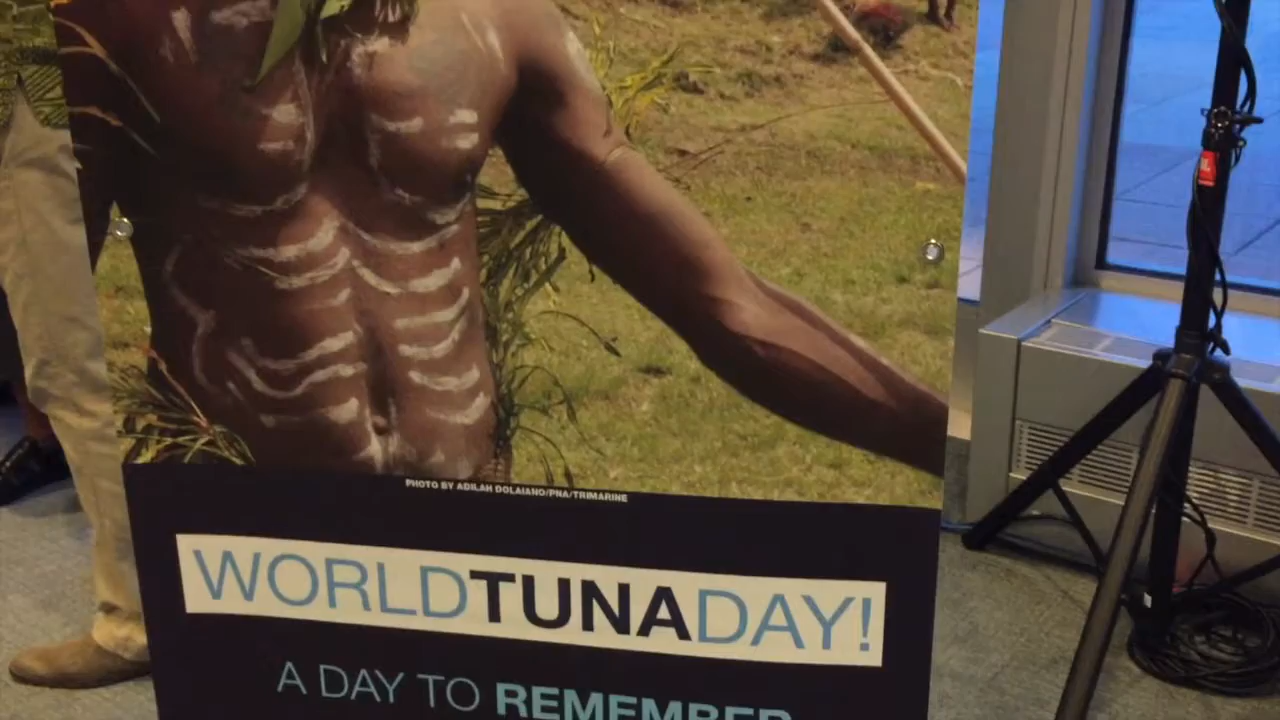 PHOTO BY ADILAH DOLAIANO/PNA/TRIMARINE
WORLDTUNADAY!
A DAY TO REMEMBER